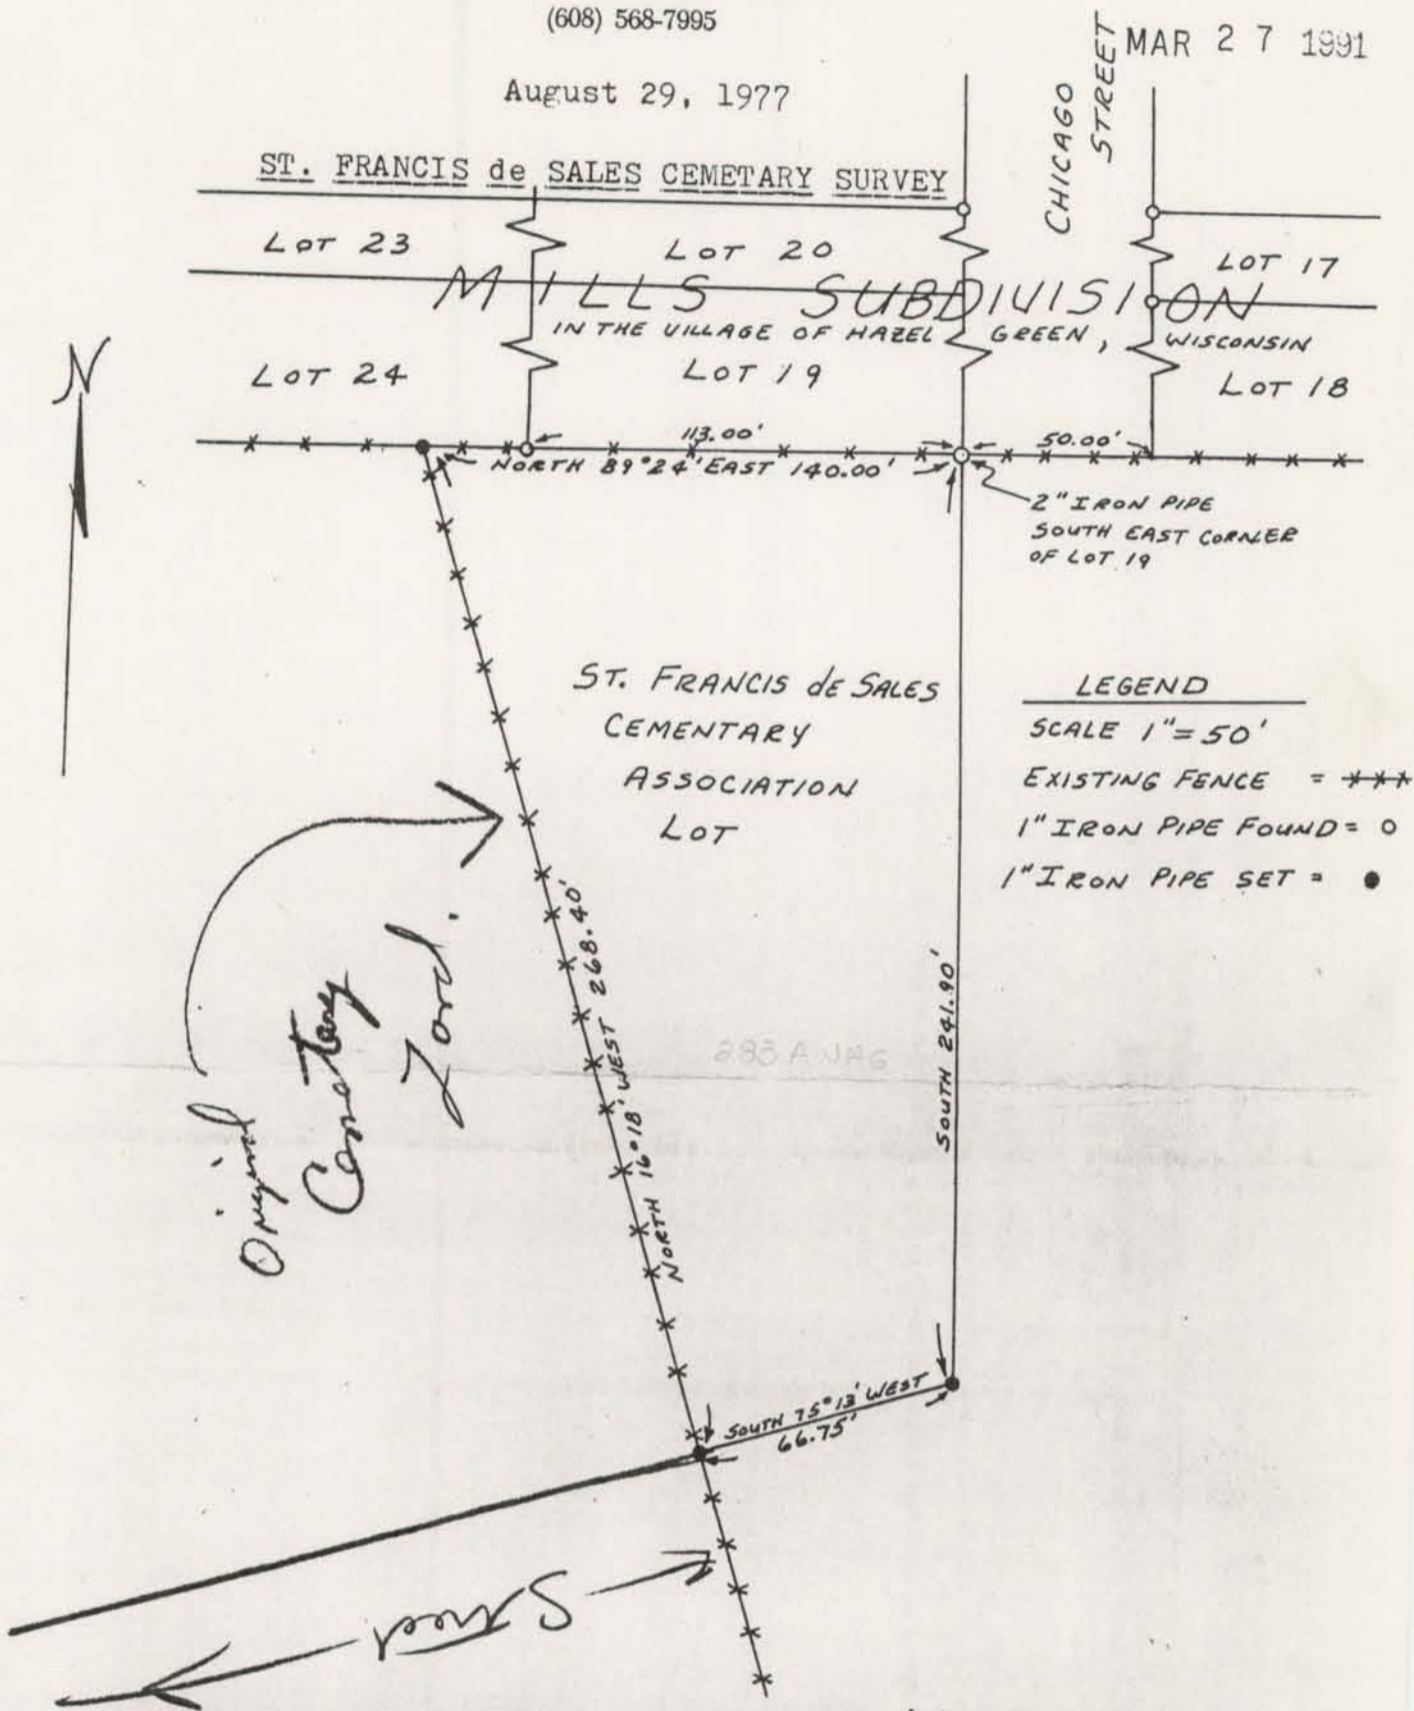 (608) 568-7995
MAR 2 7 1991
August 29, 1977
CHICAGO
STREET
ST. FRANCIS de SALES CEMETARY SURVEY
LOT 23
LOT 20
LOT 17
MILLS SUBDIVISION
IN THE VILLAGE OF HAZEL GREEN, WISCONSIN
N
LOT 24
LOT 19
LOT 18
113.00'
50.00'
NORTH 89°24' EAST 140.00'
2" IRON PIPE
SOUTH EAST CORNER
OF LOT 19
ST. FRANCIS de SALES
CEMENTARY
ASSOCIATION
LOT
LEGEND
SCALE 1"=50'
EXISTING FENCE =
1" IRON PIPE FOUND = o
1" IRON PIPE SET = ●
NORTH 16°18' WEST 268.40'
SOUTH 241.90'
Original
Land.
SOUTH 75°13' WEST
66.75'